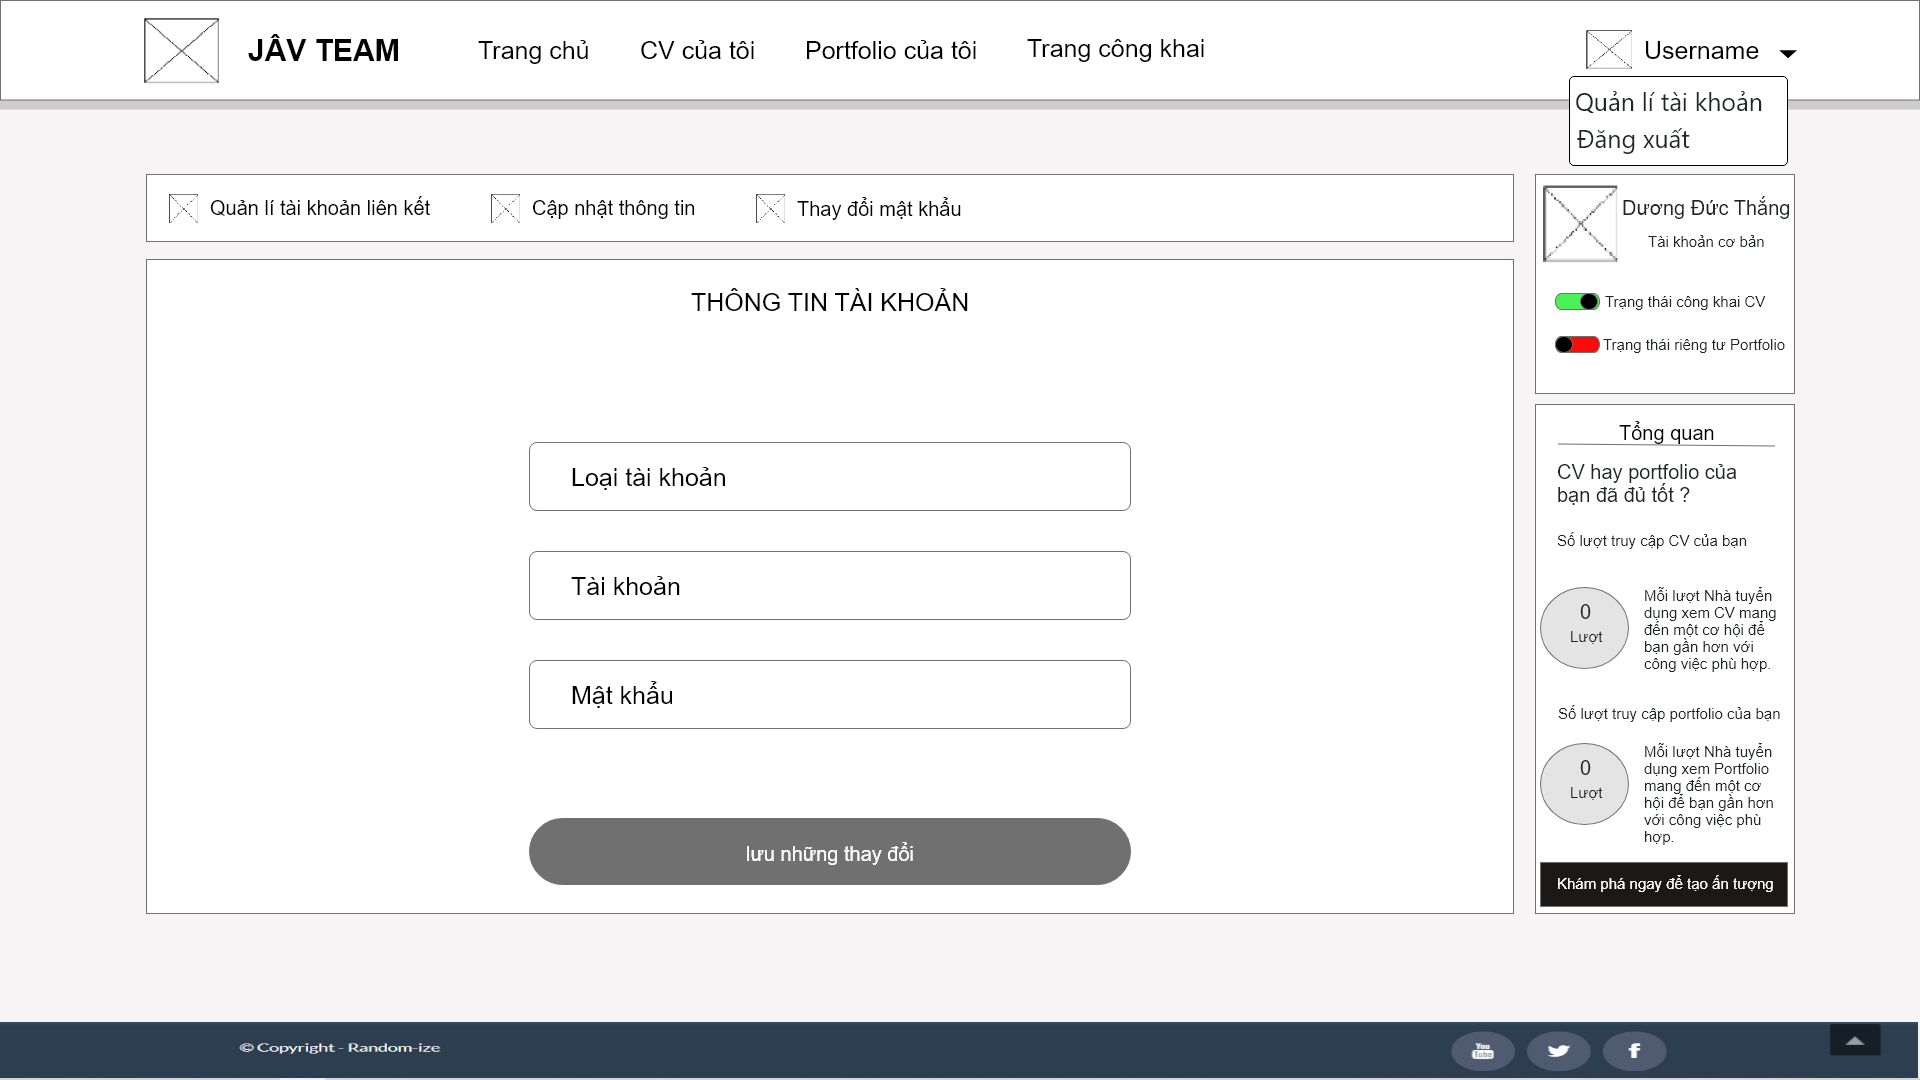 JÂV TEAM
Trang chủ
CV của tôi
Portfolio của tôi
Trang công khai
Username
Quản lí tài khoản
Đăng xuất
Quản lí tài khoản liên kết
Cập nhật thông tin
Thay đổi mật khẩu
THÔNG TIN TÀI KHOẢN
Loại tài khoản
Tài khoản
Mật khẩu
lưu những thay đổi
Dương Đức Thắng
Tài khoản cơ bản
Trạng thái công khai CV
Trạng thái riêng tư Portfolio
Tổng quan
CV hay portfolio của
bạn đã đủ tốt ?
Số lượt truy cập CV của bạn
0
Lượt
Mỗi lượt Nhà tuyển
dụng xem CV mang
đến một cơ hội để
bạn gần hơn với
công việc phù hợp.
Số lượt truy cập portfolio của bạn
0
Lượt
Mỗi lượt Nhà tuyển
dụng xem Portfolio
mang đến một cơ
hội để bạn gần hơn
với công việc phù
hợp.
Khám phá ngay để tạo ấn tượng
© Copyright - Random-ize
You
Tube